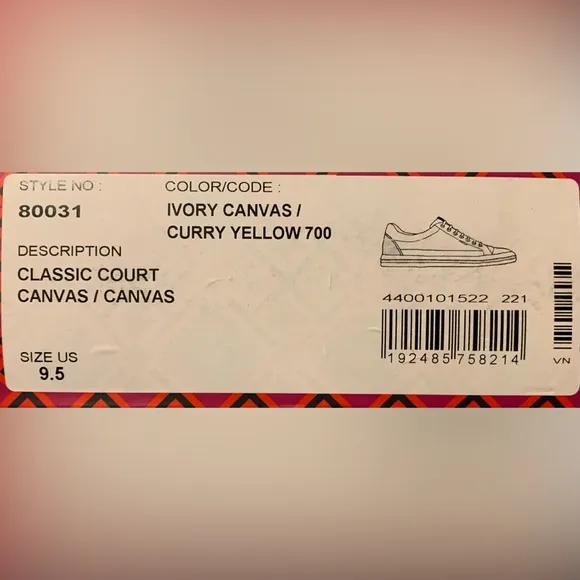 STYLE NO :
80031
COLOR/CODE :
IVORY CANVAS /
CURRY YELLOW 700
DESCRIPTION
CLASSIC COURT
CANVAS / CANVAS
SIZE US
9.5
4400101522 221
192485 758214
VN